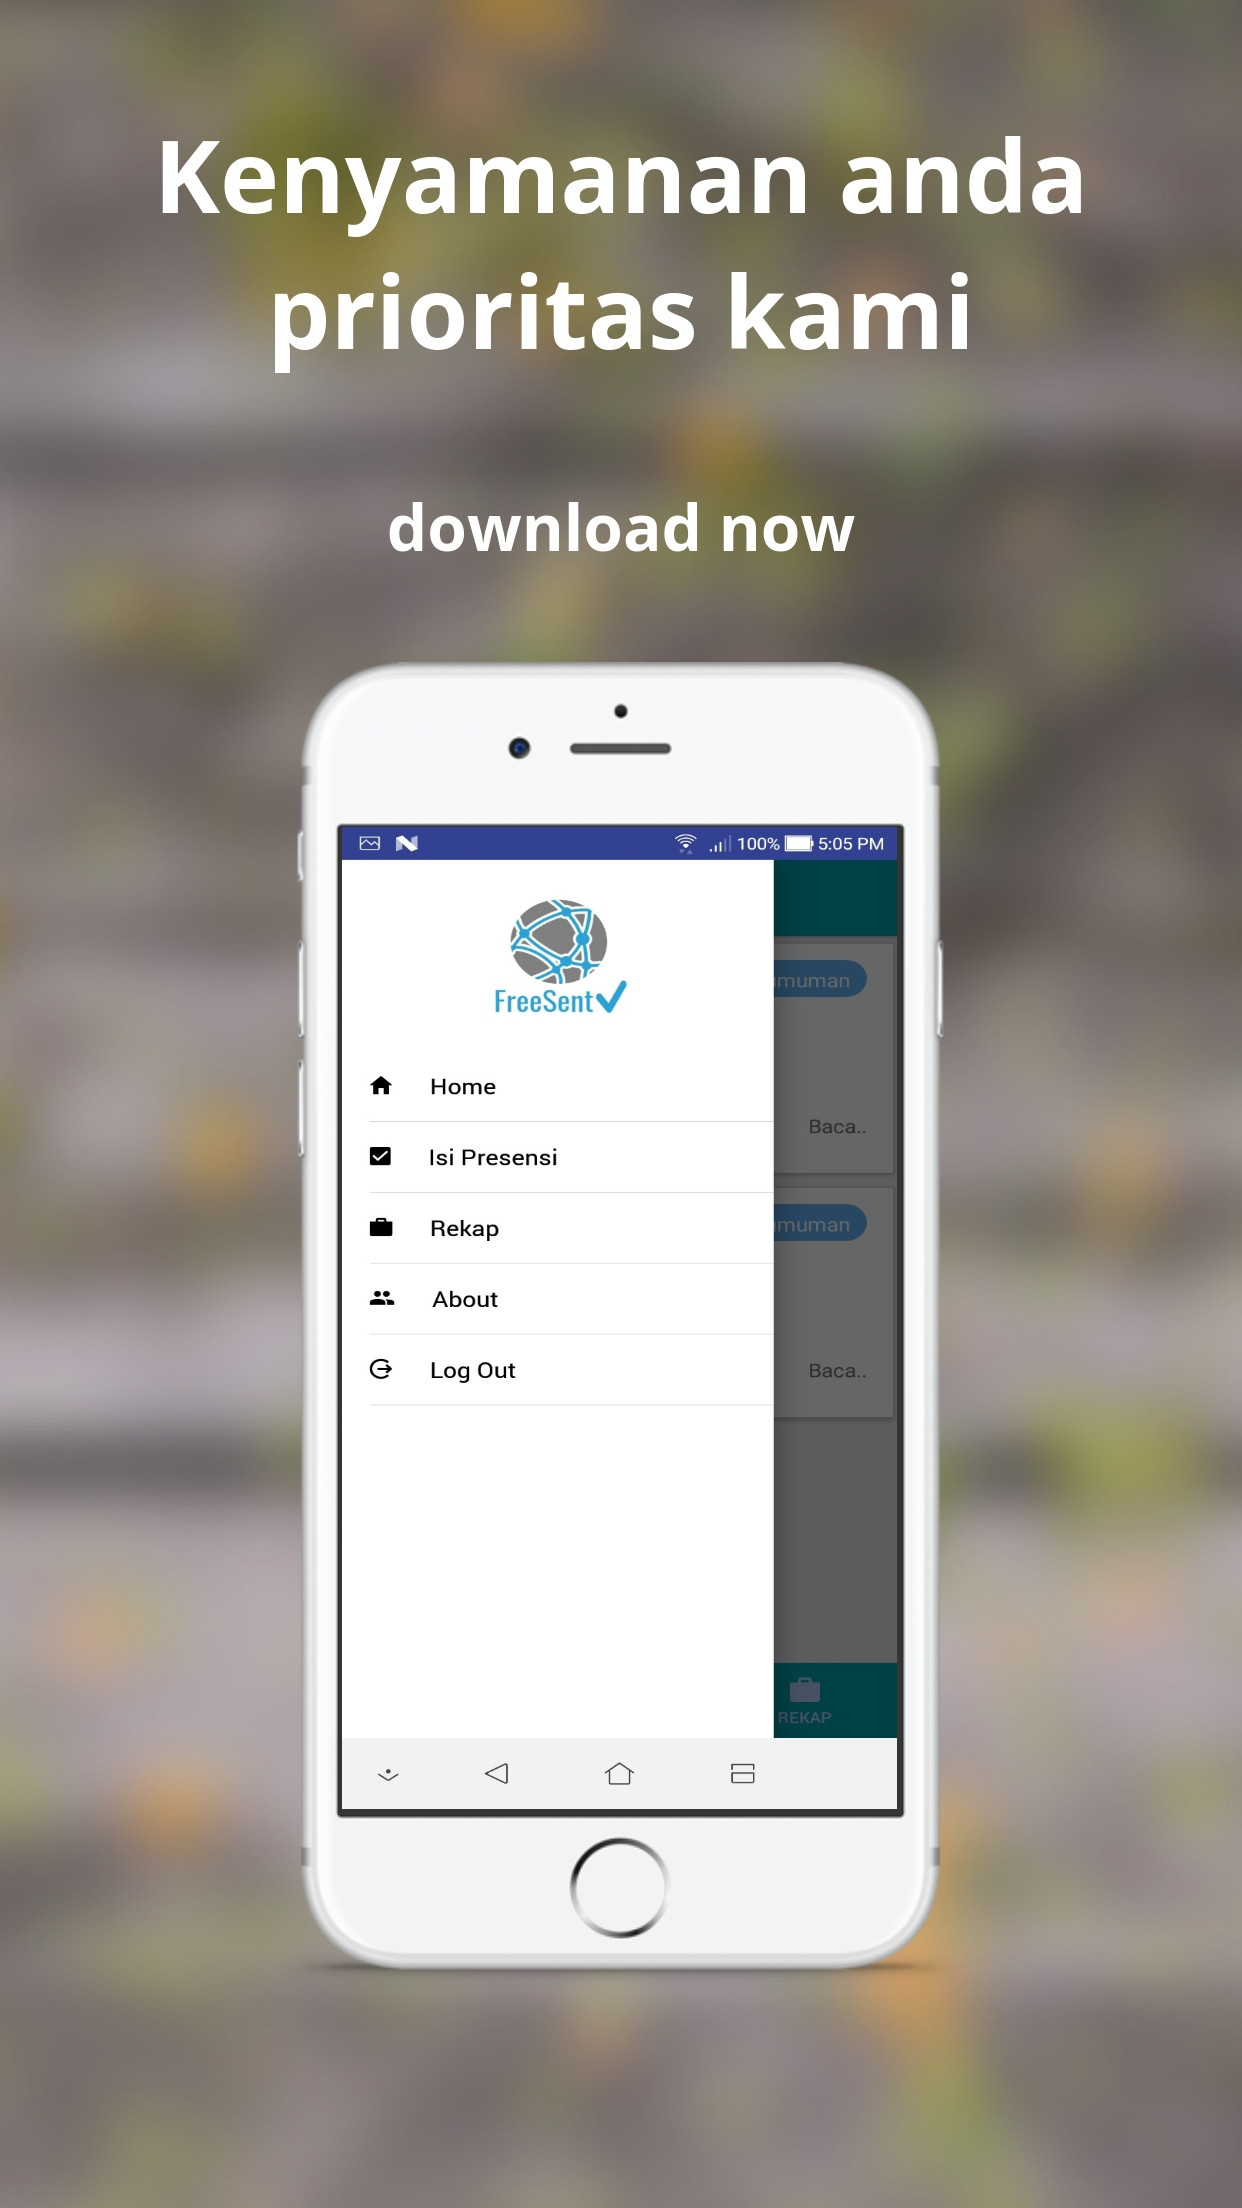 Kenyamanan anda
prioritas kami
download now
100% 5:05 PM
FreeSent
Home
Isi Presensi
Rekap
About
Log Out
muman
Baca..
muman
Baca..
REKAP